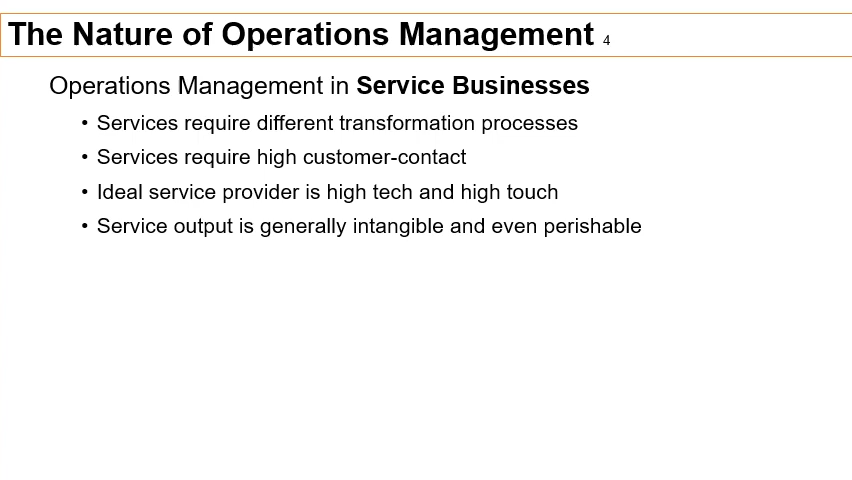 The Nature of Operations Management 4
Operations Management in Service Businesses
• Services require different transformation processes
• Services require high customer-contact
• Ideal service provider is high tech and high touch
• Service output is generally intangible and even perishable